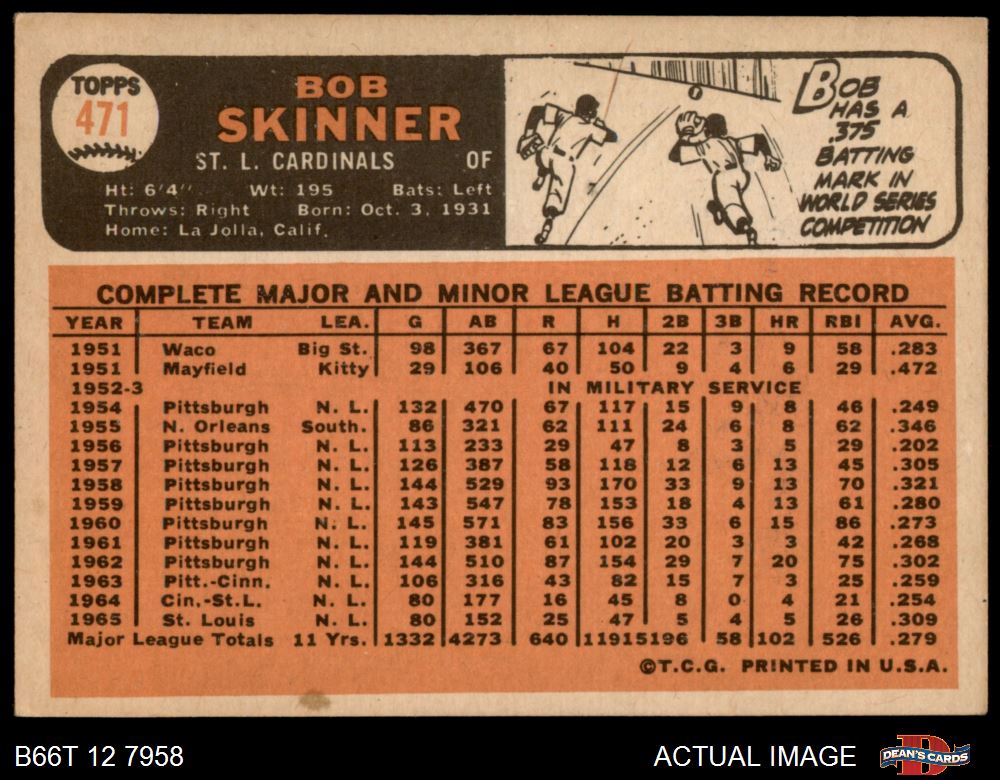 TOPPS
471
BOB
SKINNER
ST. L. CARDINALS OF
Ht: 6'4" Wt: 195 Bats: Left
Throws: Right Born: Oct. 3, 1931
Home: La Jolla, Calif.
BOB
HAS A
.375
BATTING
MARK IN
WORLD SERIES
COMPETITION
COMPLETE MAJOR AND MINOR LEAGUE BATTING RECORD
YEAR TEAM LEA. G AB R H 2B 3B HR RBI AVG.
1951 Waco Big St. 98 367 67 104 22 3 9 58 .283
1951 Mayfield Kitty 29 106 40 50 9 4 6 29 .472
1952-3 IN MILITARY SERVICE
1954 Pittsburgh N. L. 132 470 67 117 15 9 8 46 .249
1955 N. Orleans South. 86 321 62 111 24 6 8 62 .346
1956 Pittsburgh N. L. 113 233 29 47 8 3 5 29 .202
1957 Pittsburgh N. L. 126 387 58 118 12 6 13 45 .305
1958 Pittsburgh N. L. 144 529 93 170 33 9 13 70 .321
1959 Pittsburgh N. L. 143 547 78 153 18 4 13 61 .280
1960 Pittsburgh N. L. 145 571 83 156 33 6 15 86 .273
1961 Pittsburgh N. L. 119 381 61 102 20 3 3 42 .268
1962 Pittsburgh N. L. 144 510 87 154 29 7 20 75 .302
1963 Pitt.-Cinn. N. L. 106 316 43 82 15 7 3 25 .259
1964 Cin.-St.L. N. L. 80 177 16 45 8 0 4 21 .254
1965 St. Louis N. L. 80 152 25 47 5 4 5 26 .309
Major League Totals 11 Yrs. 1332 4273 640 11915196 58 102 526 .279
©T.C.G. PRINTED IN U.S.A.
B66T 12 7958 ACTUAL IMAGE DEAN'S CARDS